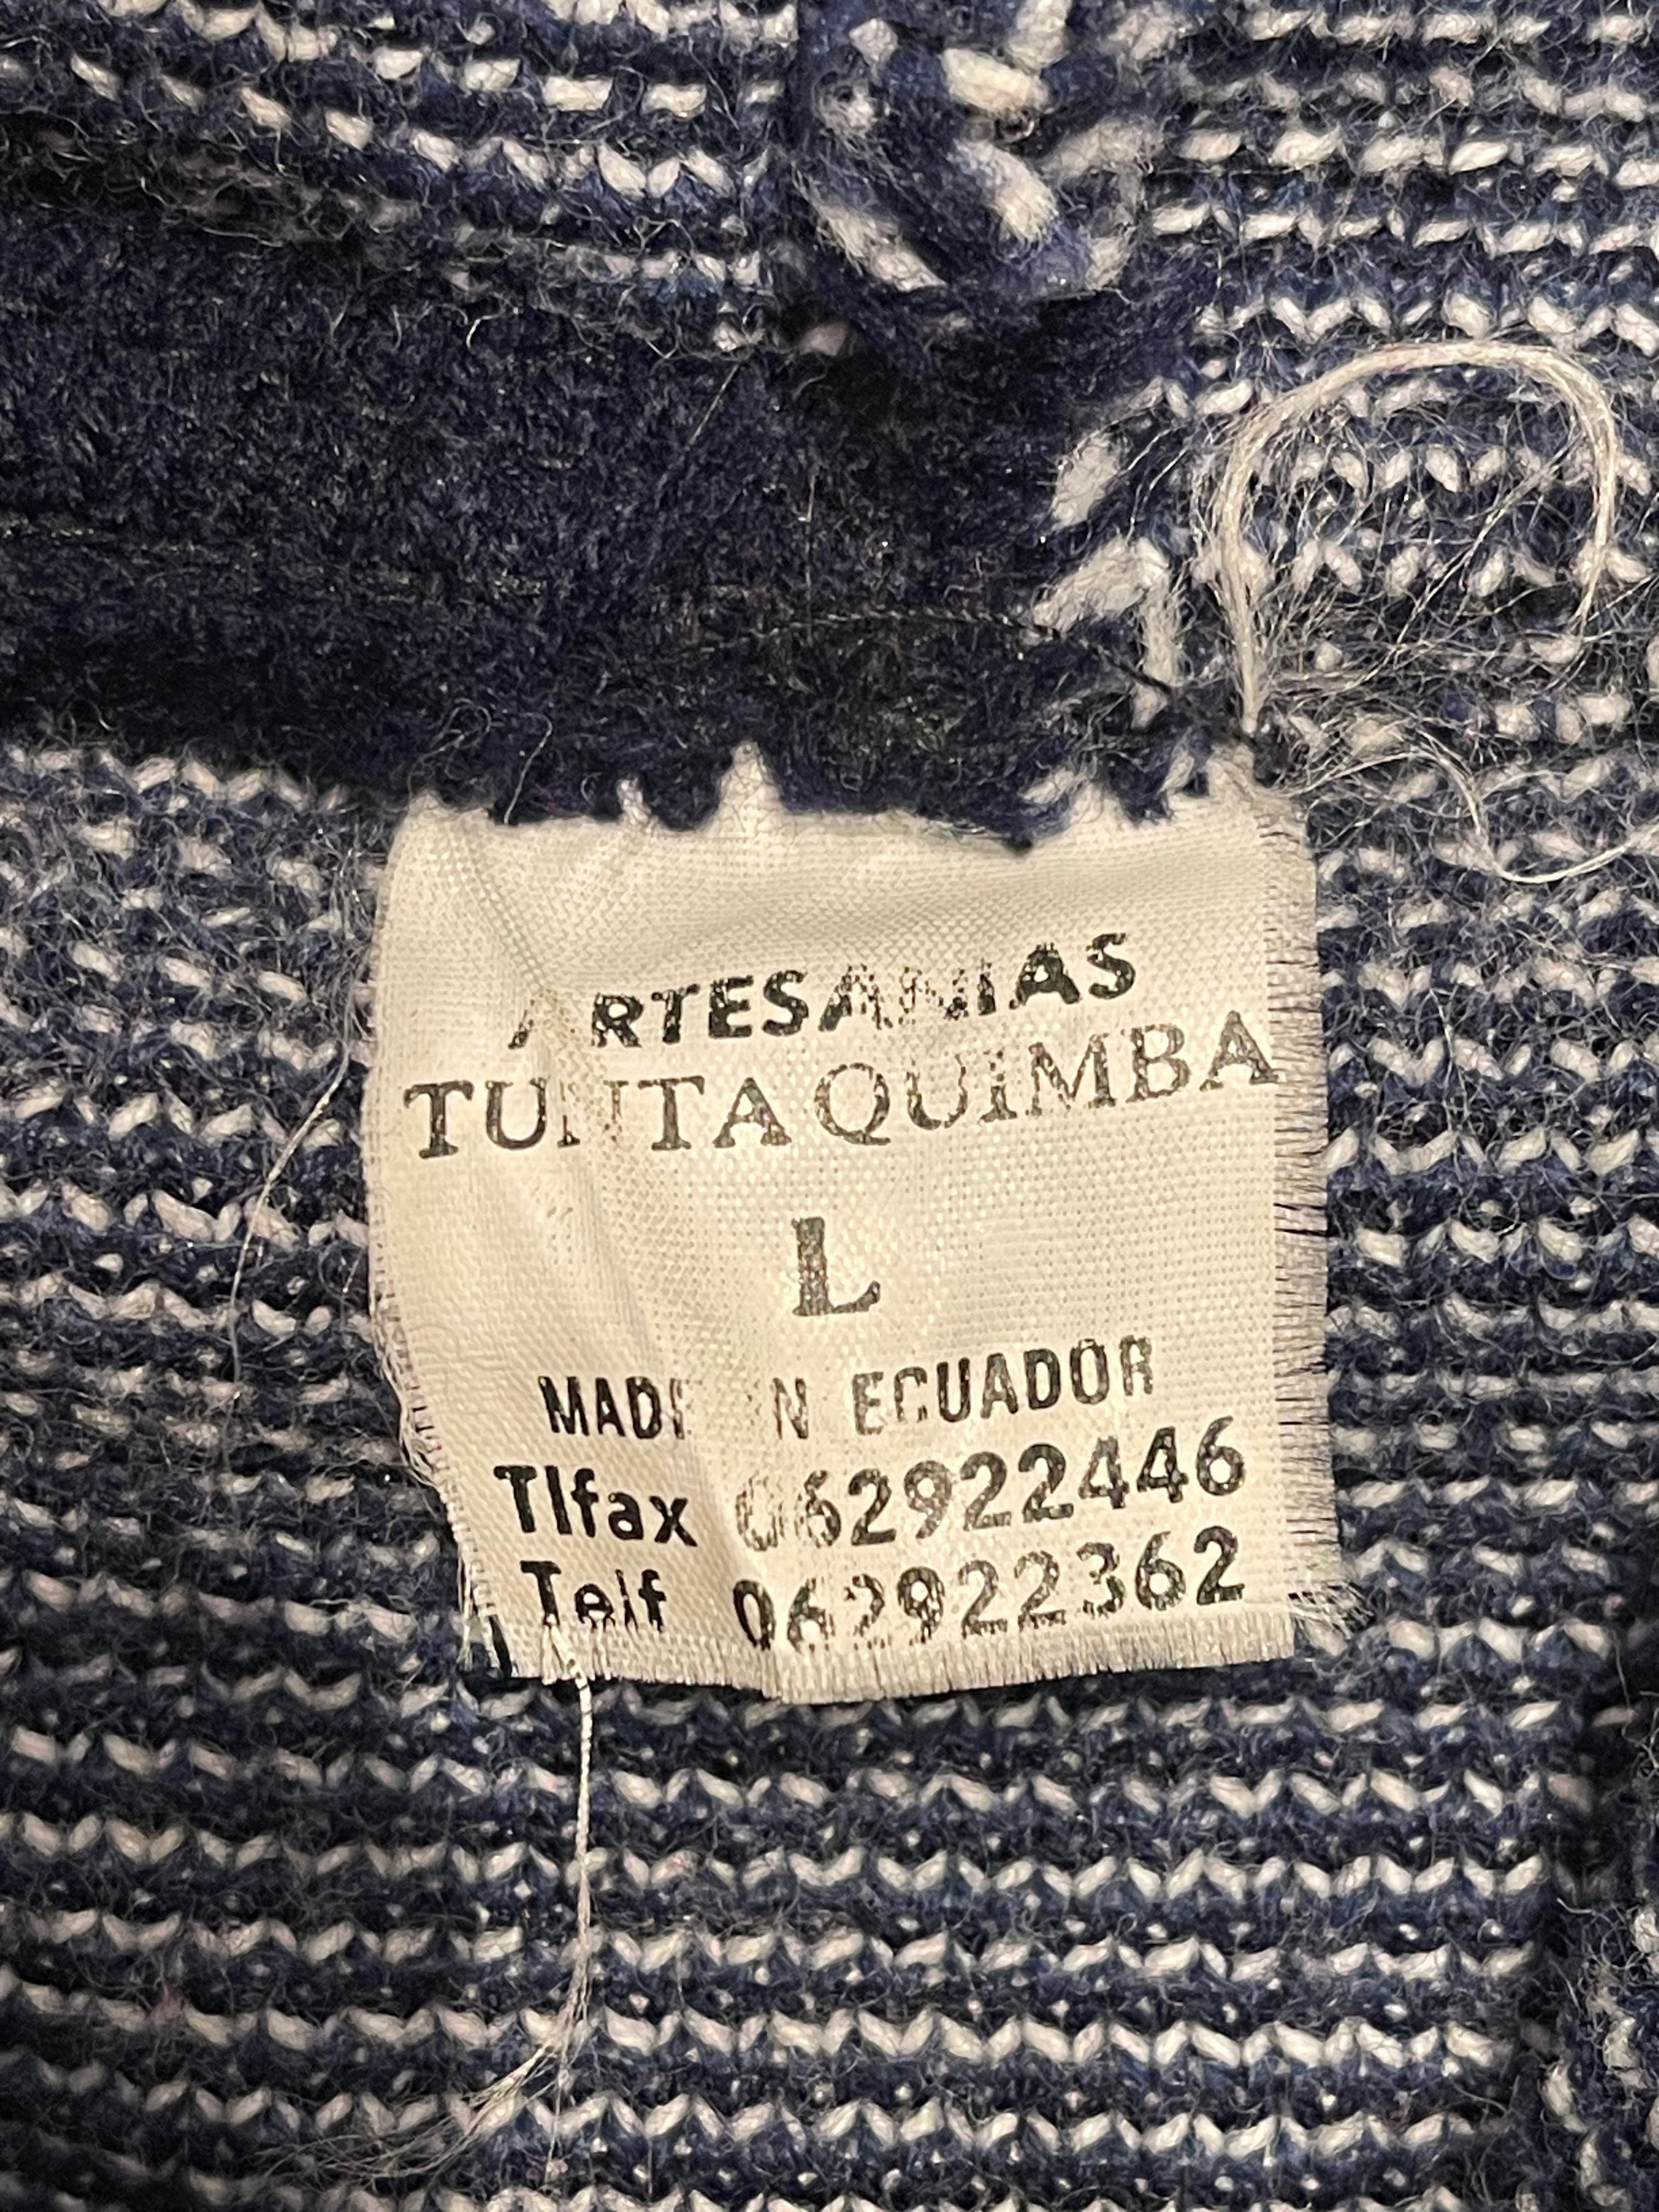 ARTESANIAS
TUNTAQUIMBA
L
MADE IN ECUADOR
Tlfax 062922446
Telf 062922362